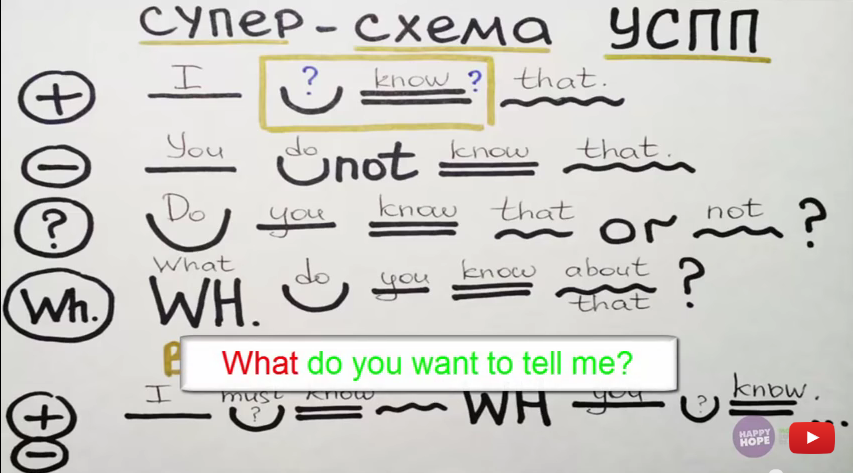 СУПЕР - СХЕМА УСПП
+ I ? know ? that.
- You do not know that.
? Do you know that or not ?
Wh. What WH. do you know about that ?
What do you want to tell me?
+ I must ? know WH you ? know. ...
-
HAPPY HOPE